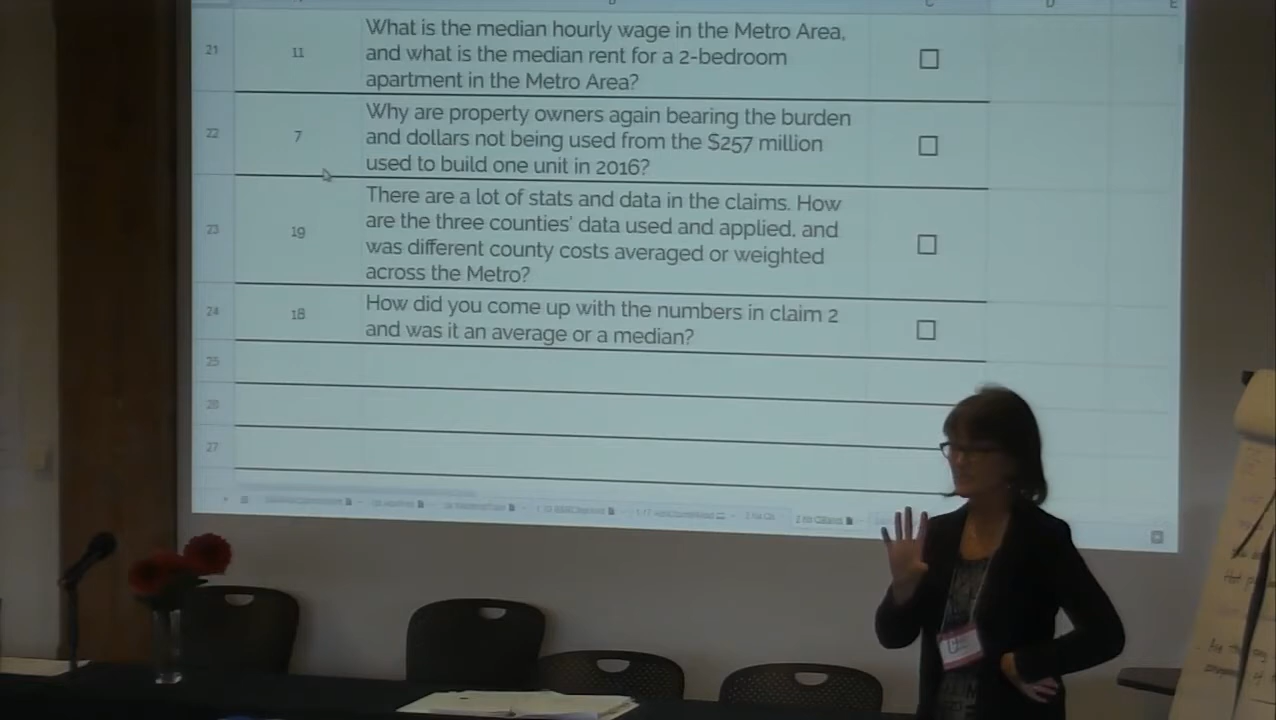 B C D E
21 11 What is the median hourly wage in the Metro Area,
and what is the median rent for a 2-bedroom
apartment in the Metro Area?
22 7 Why are property owners again bearing the burden
and dollars not being used from the $257 million
used to build one unit in 2016?
23 19 There are a lot of stats and data in the claims. How
are the three counties' data used and applied, and
was different county costs averaged or weighted
across the Metro?
24 18 How did you come up with the numbers in claim 2
and was it an average or a median?
25
26
27